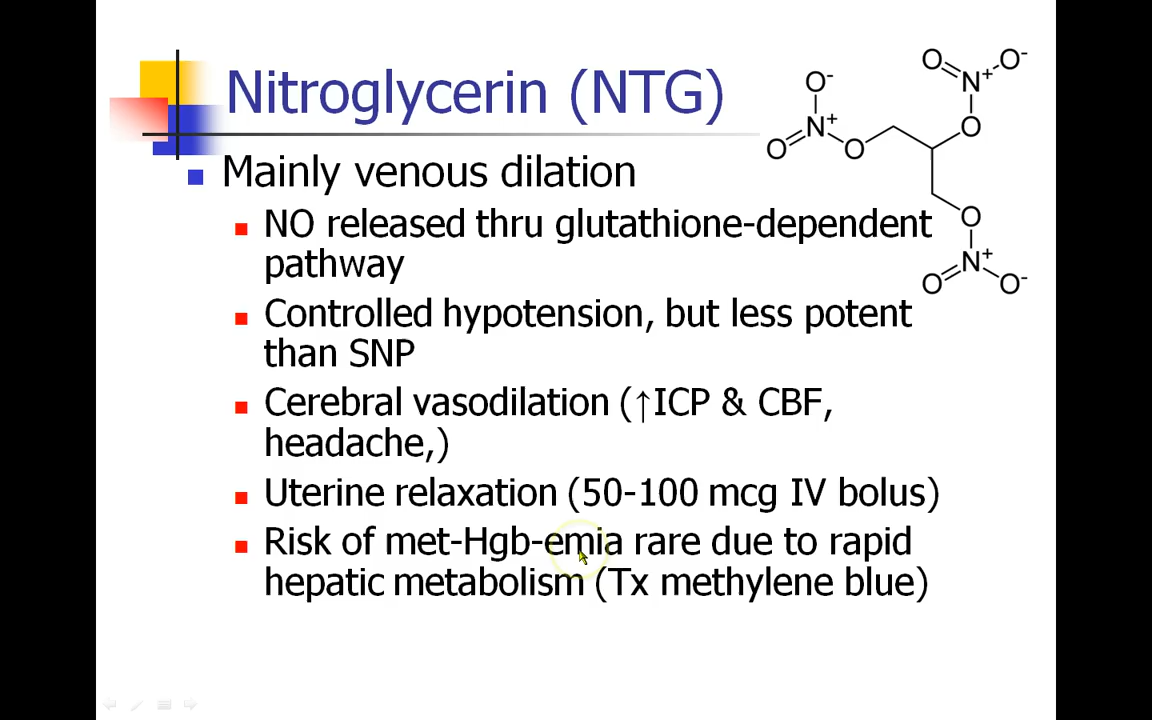 Nitroglycerin (NTG)
Mainly venous dilation
NO released thru glutathione-dependent
pathway
Controlled hypotension, but less potent
than SNP
Cerebral vasodilation (↑ICP & CBF,
headache,)
Uterine relaxation (50-100 mcg IV bolus)
Risk of met-Hgb-emia rare due to rapid
hepatic metabolism (Tx methylene blue)
O-
N+
O
O
O
N+
O-
O
O
N+
O
O-